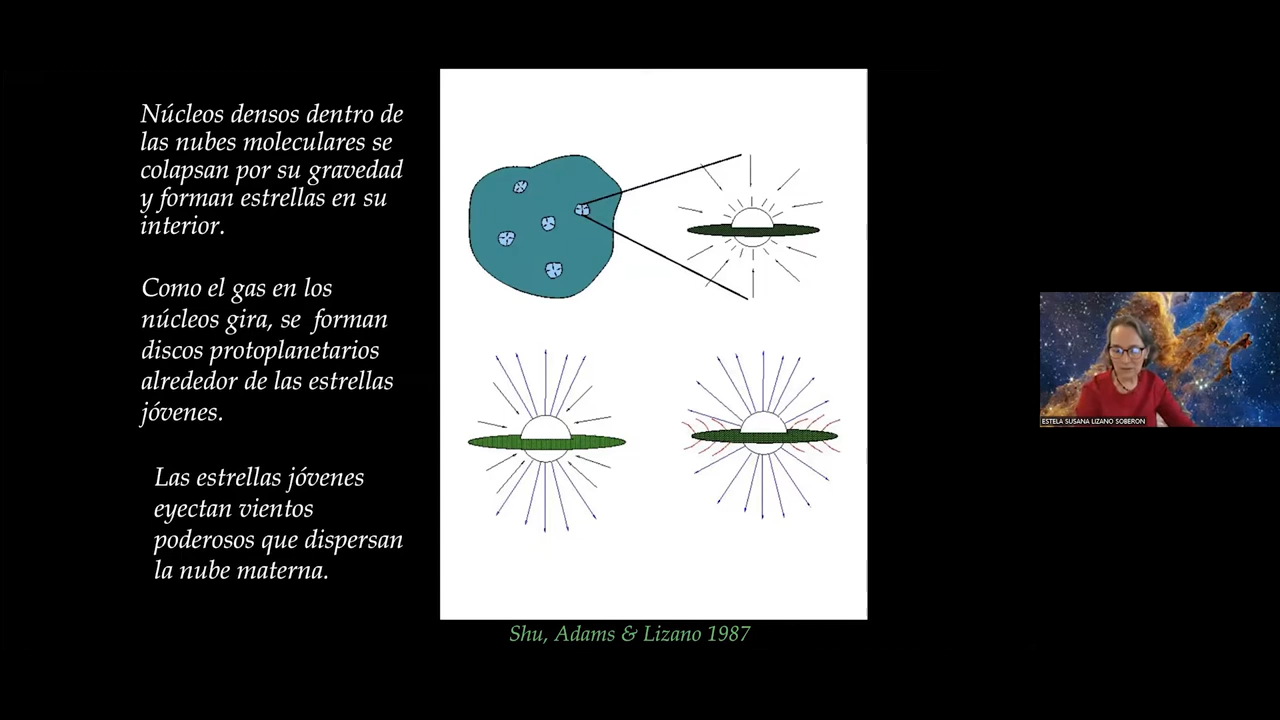 Núcleos densos dentro de
las nubes moleculares se
colapsan por su gravedad
y forman estrellas en su
interior.
Como el gas en los
núcleos gira, se forman
discos protoplanetarios
alrededor de las estrellas
jóvenes.
Las estrellas jóvenes
eyectan vientos
poderosos que dispersan
la nube materna.
Shu, Adams & Lizano 1987
ESTELA SUSANA LIZANO SOBERON